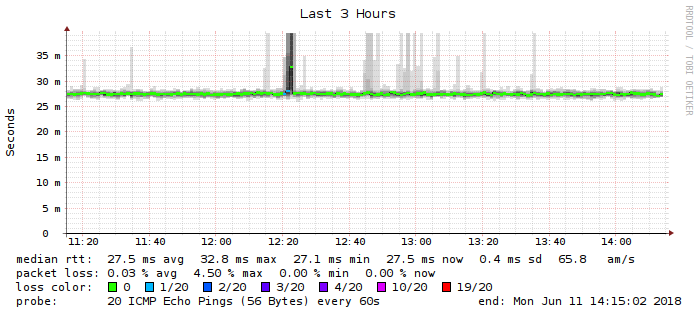 Last 3 Hours
RRDTOOL / TOBI OETIKER
Seconds
35 m
30 m
25 m
20 m
15 m
10 m
5 m
0
11:20 11:40 12:00 12:20 12:40 13:00 13:20 13:40 14:00
median rtt: 27.5 ms avg 32.8 ms max 27.1 ms min 27.5 ms now 0.4 ms sd 65.8 am/s
packet loss: 0.03 % avg 4.50 % max 0.00 % min 0.00 % now
loss color: 0 1/20 2/20 3/20 4/20 10/20 19/20
probe: 20 ICMP Echo Pings (56 Bytes) every 60s end: Mon Jun 11 14:15:02 2018